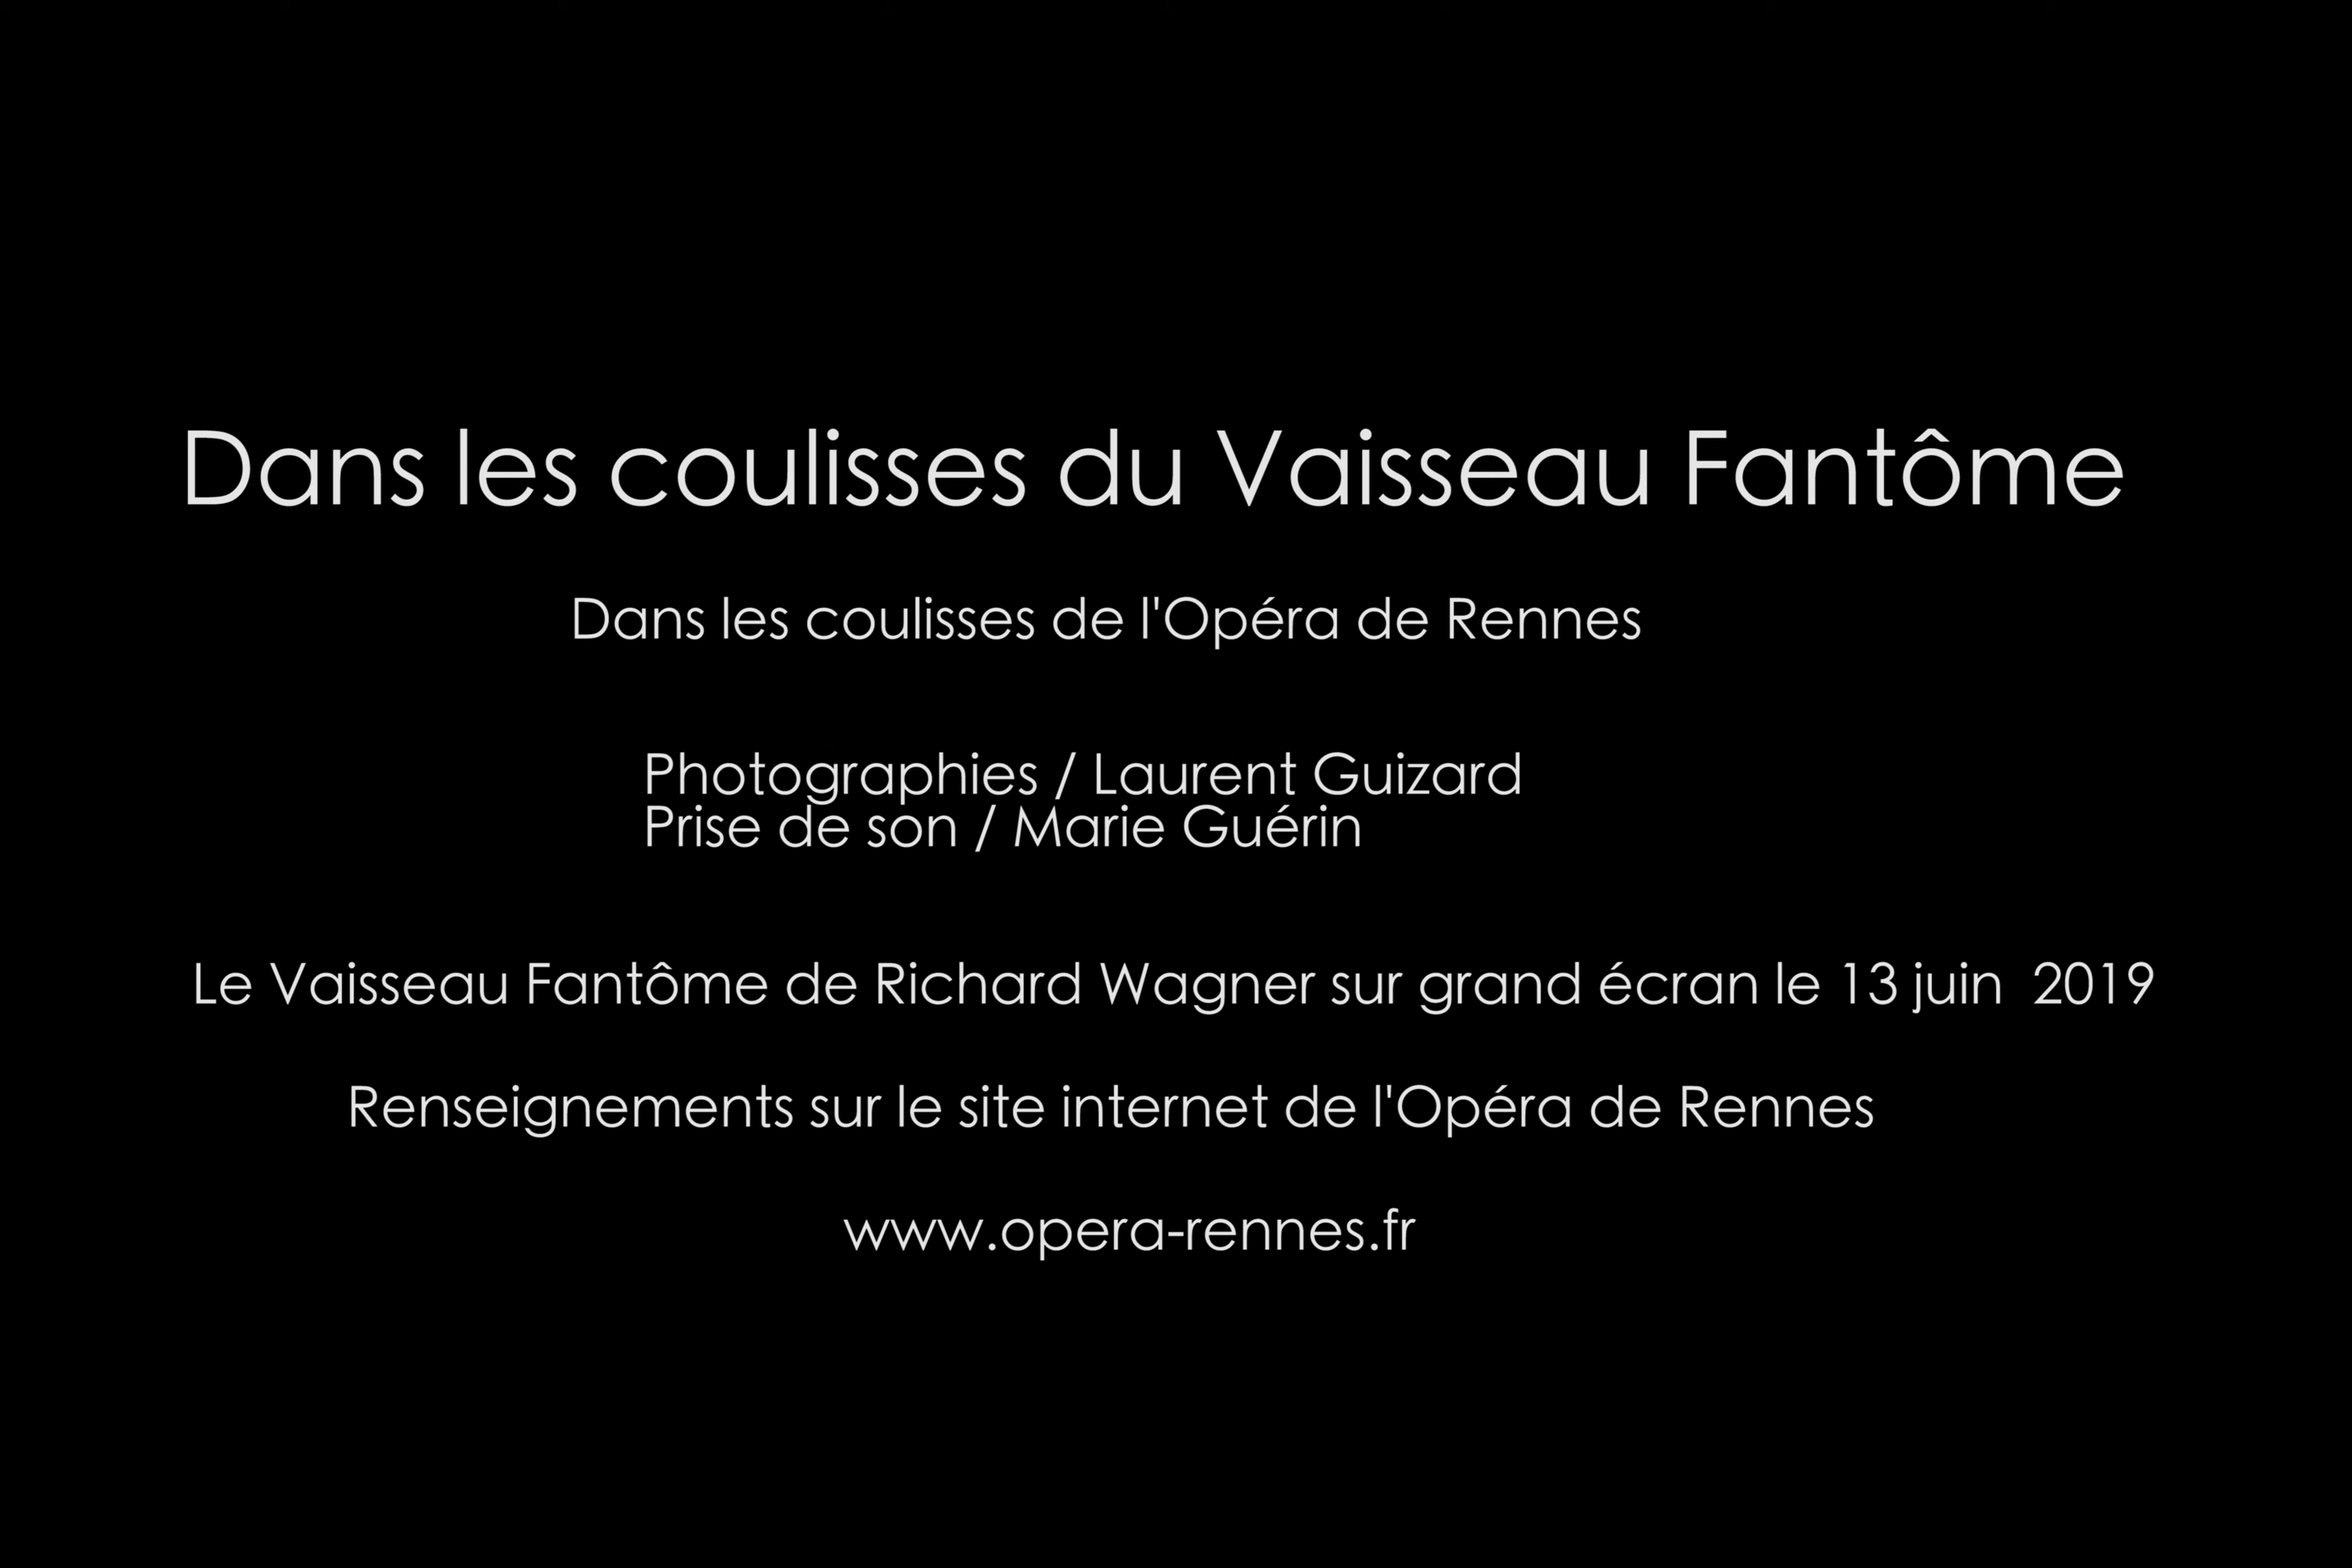 Dans les coulisses du Vaisseau Fantôme
Dans les coulisses de l'Opéra de Rennes
Photographies / Laurent Guizard
Prise de son / Marie Guérin
Le Vaisseau Fantôme de Richard Wagner sur grand écran le 13 juin  2019
Renseignements sur le site internet de l'Opéra de Rennes
www.opera-rennes.fr